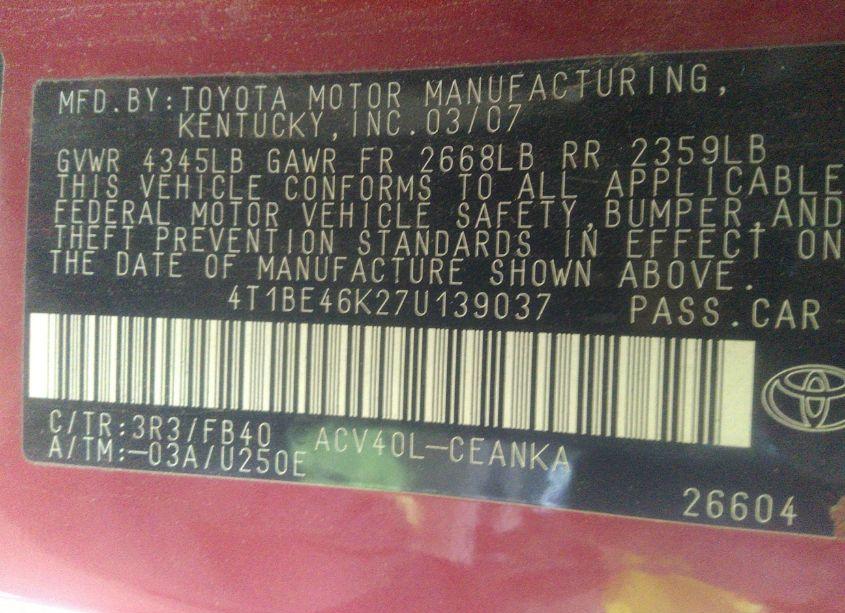 MFD.BY:TOYOTA MOTOR MANUFACTURING,
KENTUCKY,INC.03/07
GVWR 4345LB GAWR FR 2668LB RR 2359LB
THIS VEHICLE CONFORMS TO ALL APPLICABLE
FEDERAL MOTOR VEHICLE SAFETY,BUMPER,AND
THEFT PREVENTION STANDARDS IN EFFECT ON
THE DATE OF MANUFACTURE SHOWN ABOVE.
4T1BE46K27U139037 PASS.CAR
C/TR:3R3/FB40 ACV40L-CEANKA
A/TM:-03A/U250E
26604